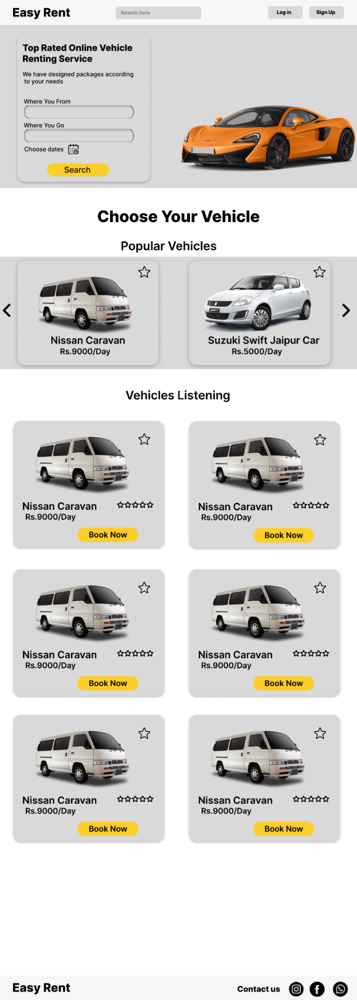 Easy Rent
Search here
Log in
Sign Up
Top Rated Online Vehicle
Renting Service
We have designed packages according
to your needs
Where You From
Where You Go
Choose dates
Search
Choose Your Vehicle
Popular Vehicles
SWIFT
Nissan Caravan
Rs.9000/Day
Suzuki Swift Jaipur Car
Rs.5000/Day
Vehicles Listening
Nissan Caravan
Rs.9000/Day
Book Now
Nissan Caravan
Rs.9000/Day
Book Now
Nissan Caravan
Rs.9000/Day
Book Now
Nissan Caravan
Rs.9000/Day
Book Now
Nissan Caravan
Rs.9000/Day
Book Now
Nissan Caravan
Rs.9000/Day
Book Now
Easy Rent
Contact us